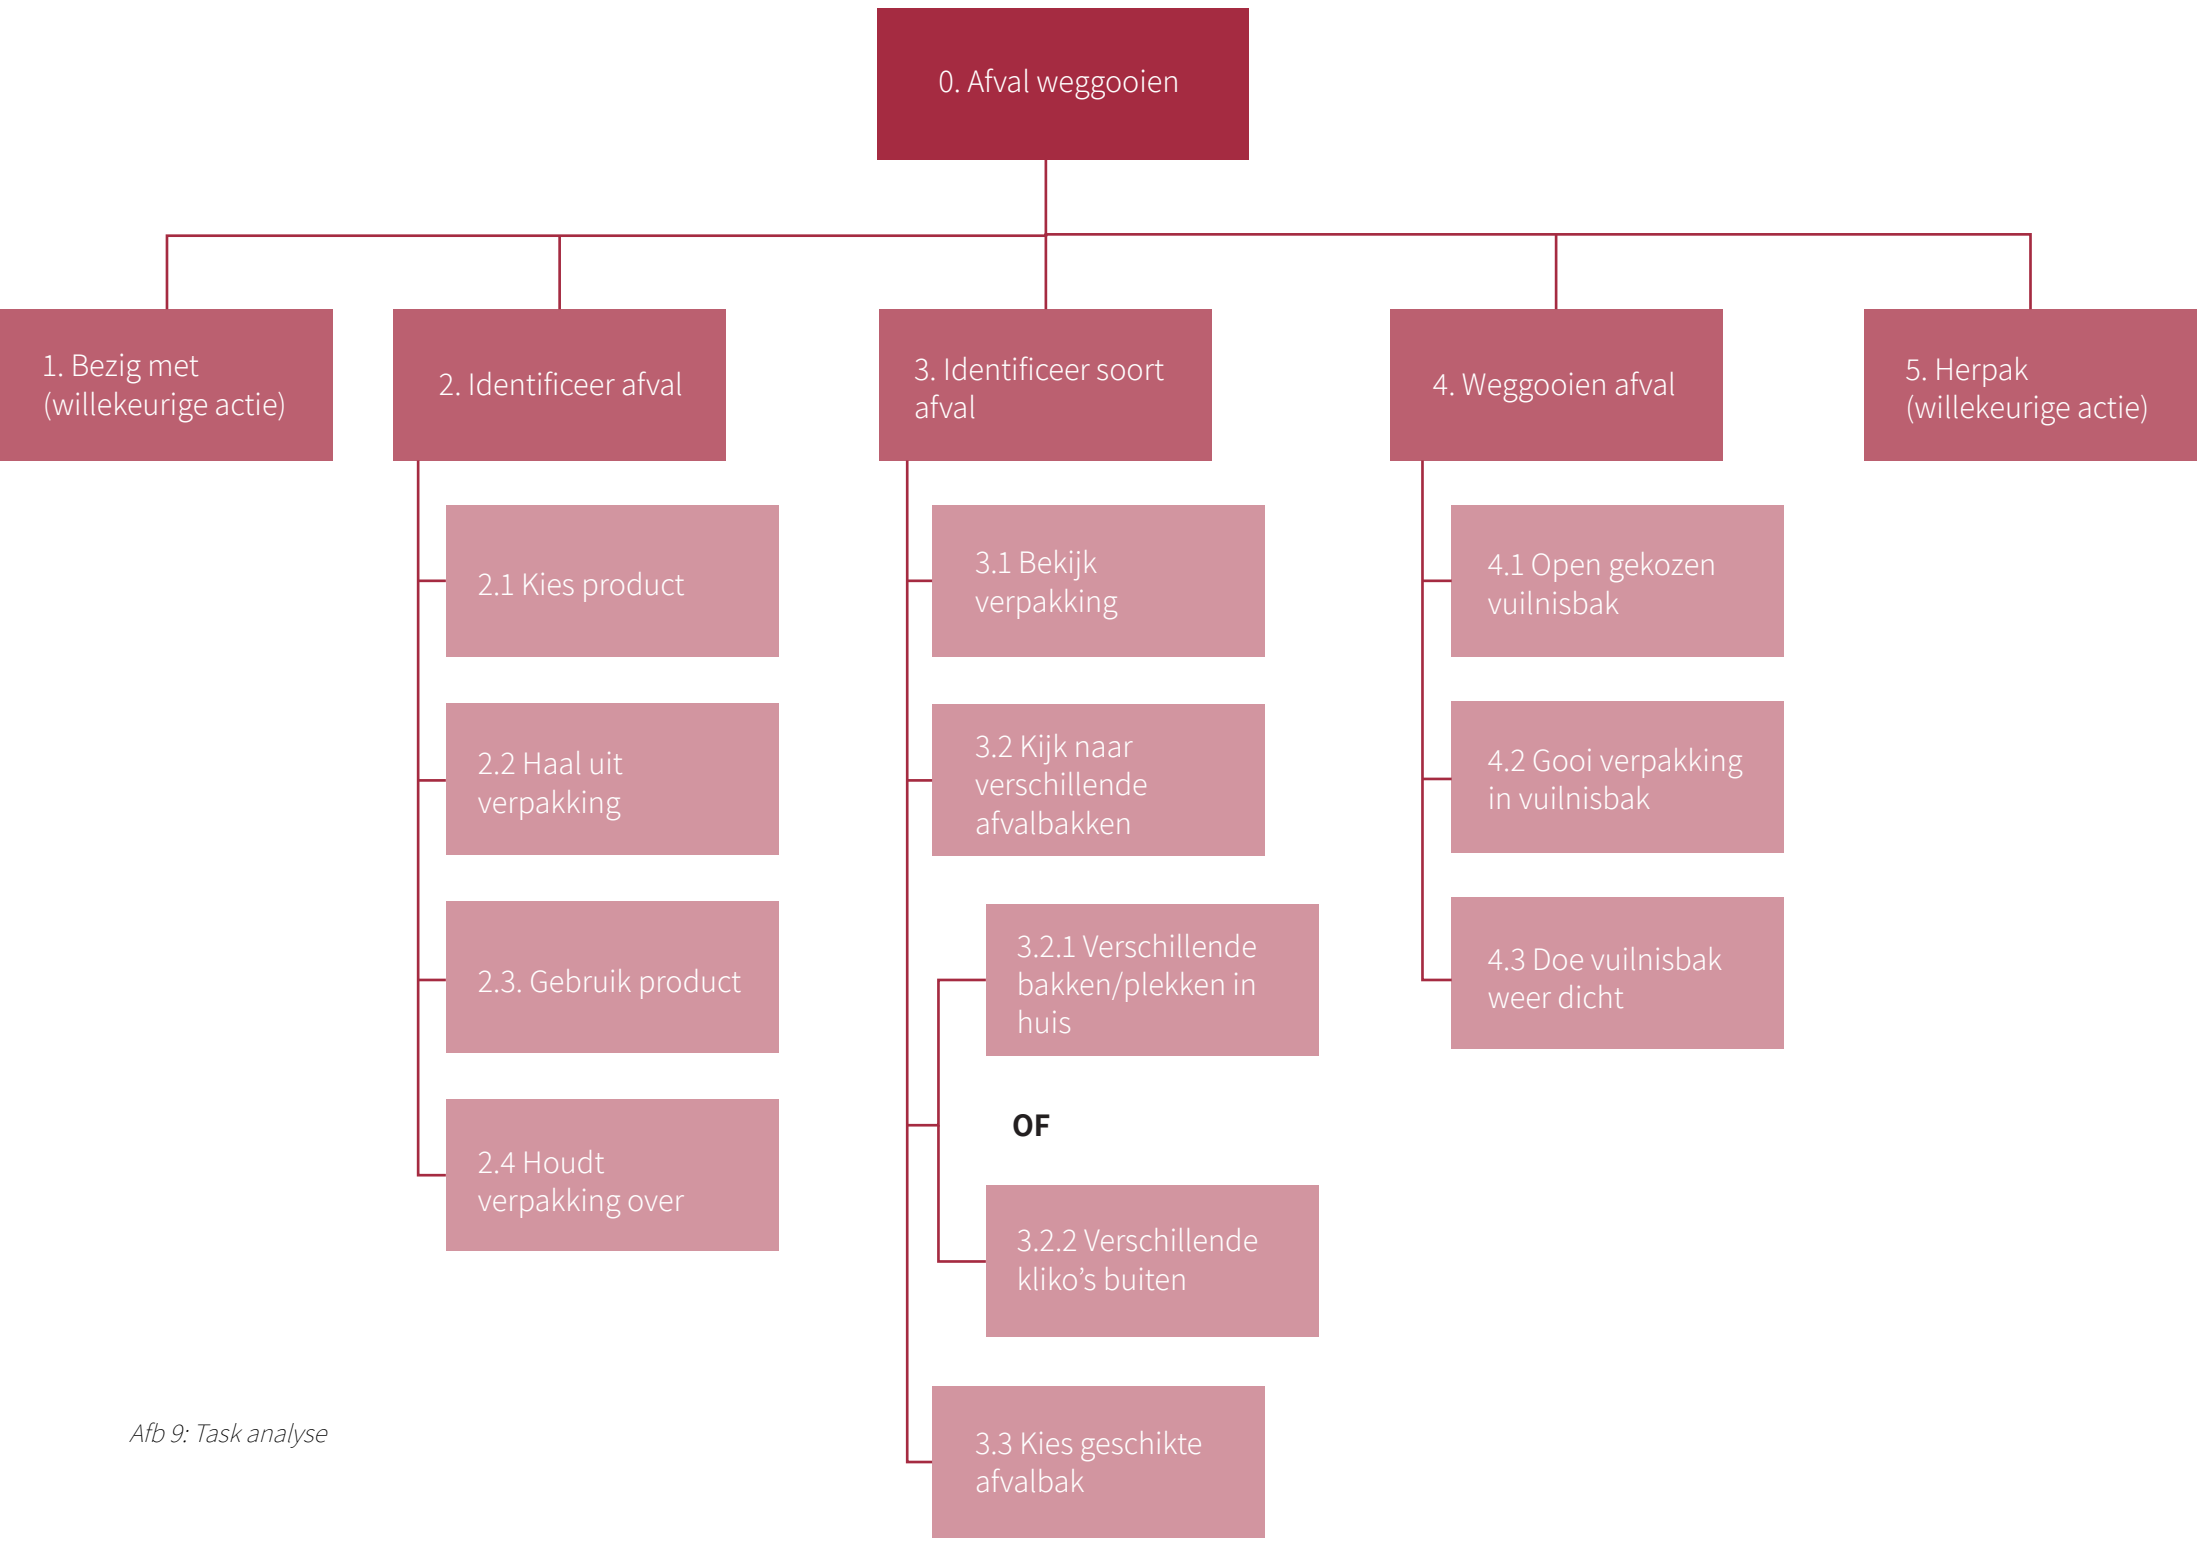 0. Afval weggooien
1. Bezig met
(willekeurige actie)
2. Identificeer afval
3. Identificeer soort
afval
4. Weggooien afval
5. Herpak
(willekeurige actie)
2.1 Kies product
2.2 Haal uit
verpakking
2.3. Gebruik product
2.4 Houdt
verpakking over
3.1 Bekijk
verpakking
3.2 Kijk naar
verschillende
afvalbakken
3.2.1 Verschillende
bakken/plekken in
huis
OF
3.2.2 Verschillende
kliko’s buiten
3.3 Kies geschikte
afvalbak
4.1 Open gekozen
vuilnisbak
4.2 Gooi verpakking
in vuilnisbak
4.3 Doe vuilnisbak
weer dicht
Afb 9: Task analyse